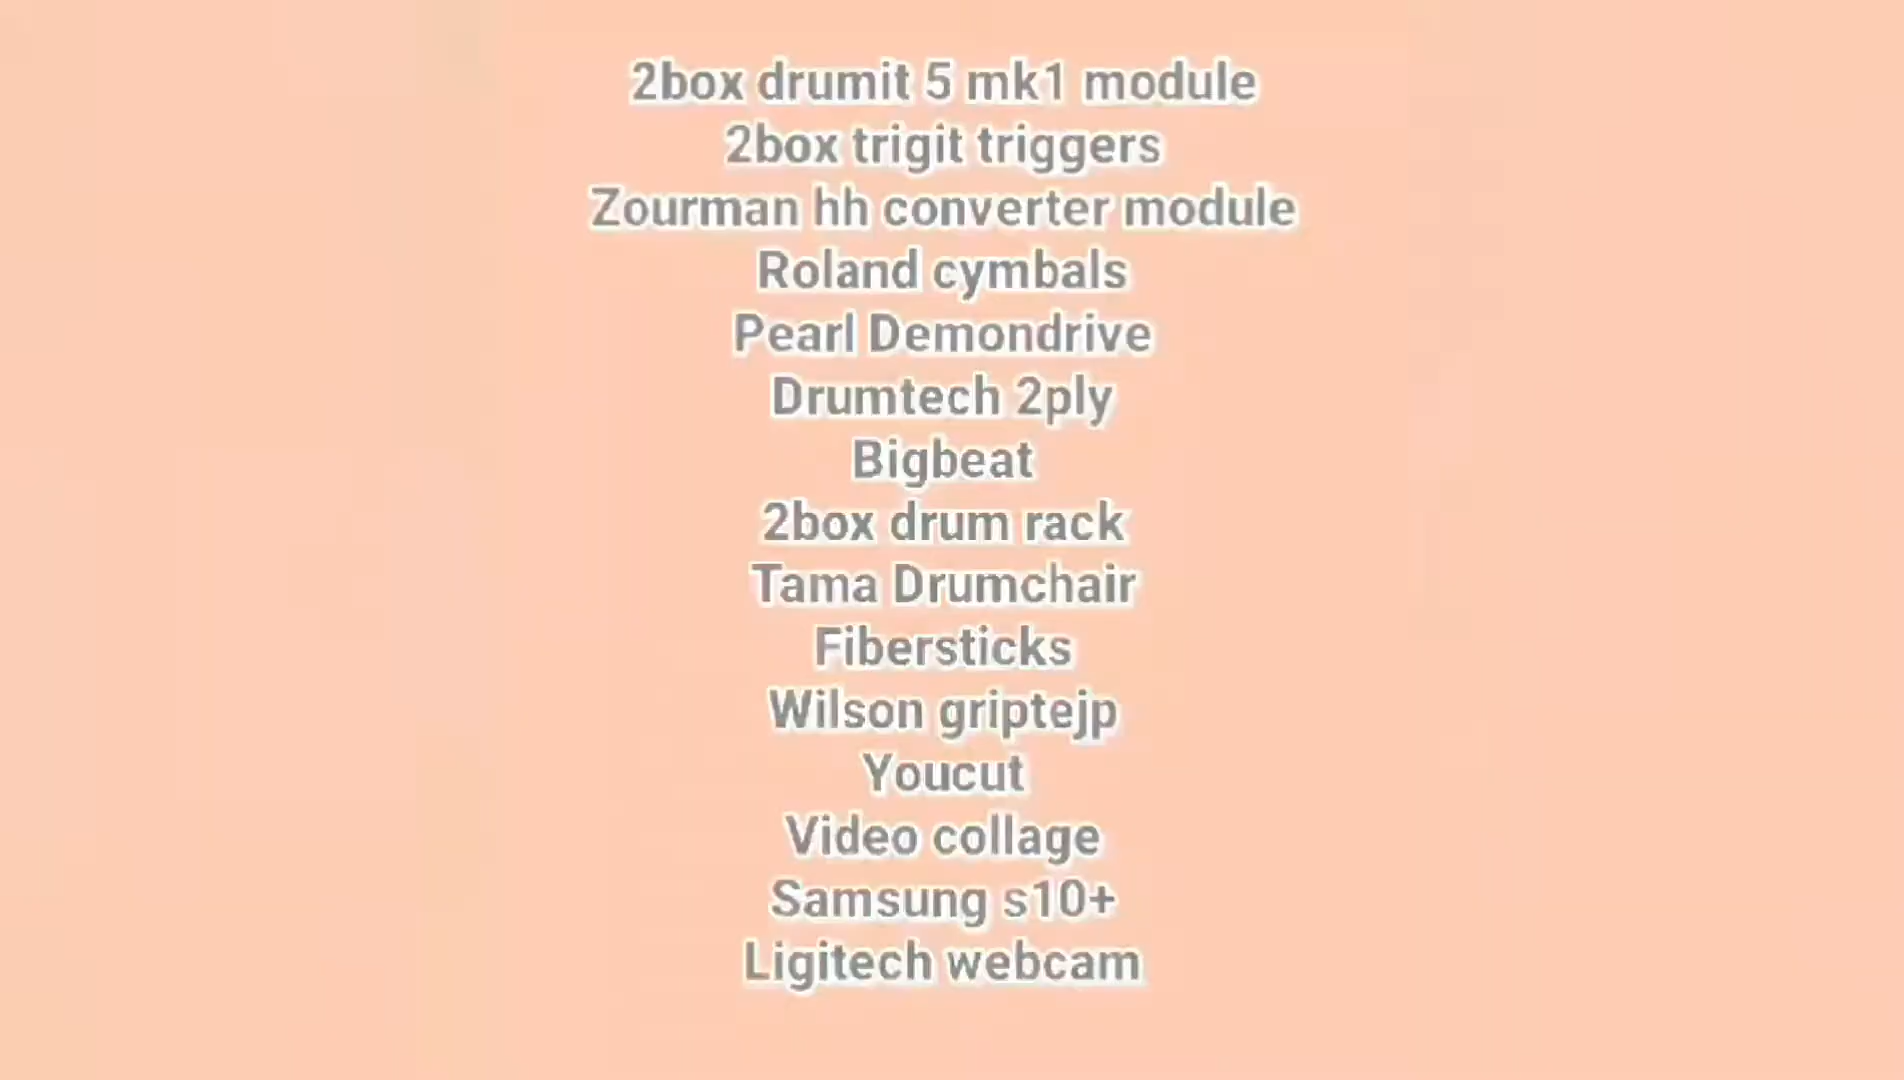 2box drumit 5 mk1 module
2box trigit triggers
Zourman hh converter module
Roland cymbals
Pearl Demondrive
Drumtech 2ply
Bigbeat
2box drum rack
Tama Drumchair
Fibersticks
Wilson griptejp
Youcut
Video collage
Samsung s10+
Ligitech webcam